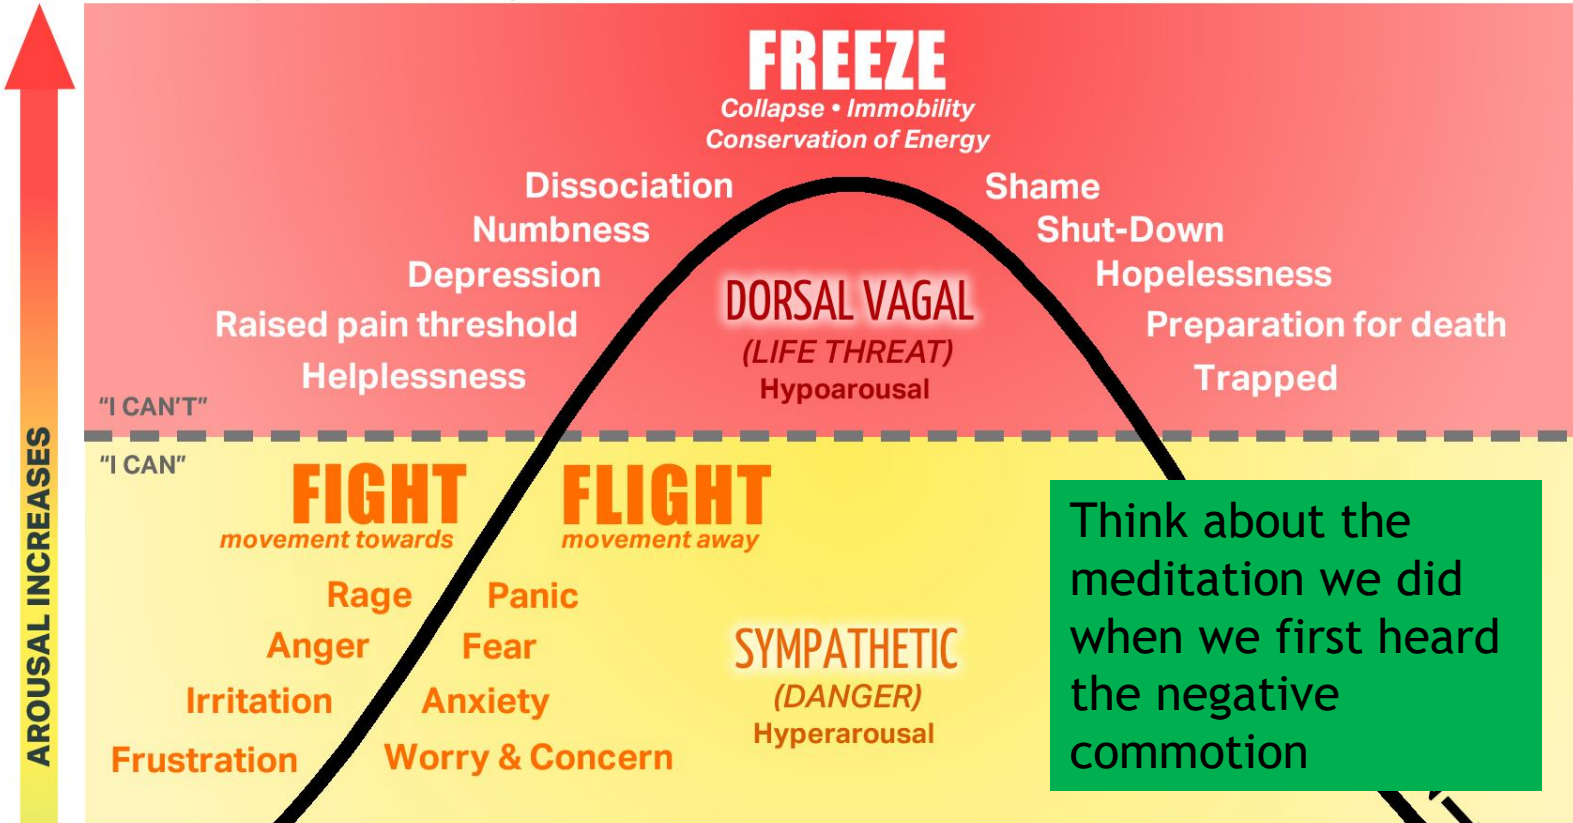 FREEZE
Collapse • Immobility
Conservation of Energy
Dissociation
Numbness
Depression
Raised pain threshold
Helplessness
Shame
Shut-Down
Hopelessness
Preparation for death
Trapped
DORSAL VAGAL
(LIFE THREAT)
Hypoarousal
"I CAN'T"
"I CAN"
FIGHT
movement towards
FLIGHT
movement away
Rage
Anger
Irritation
Frustration
Panic
Fear
Anxiety
Worry & Concern
SYMPATHETIC
(DANGER)
Hyperarousal
Think about the
meditation we did
when we first heard
the negative
commotion
AROUSAL INCREASES